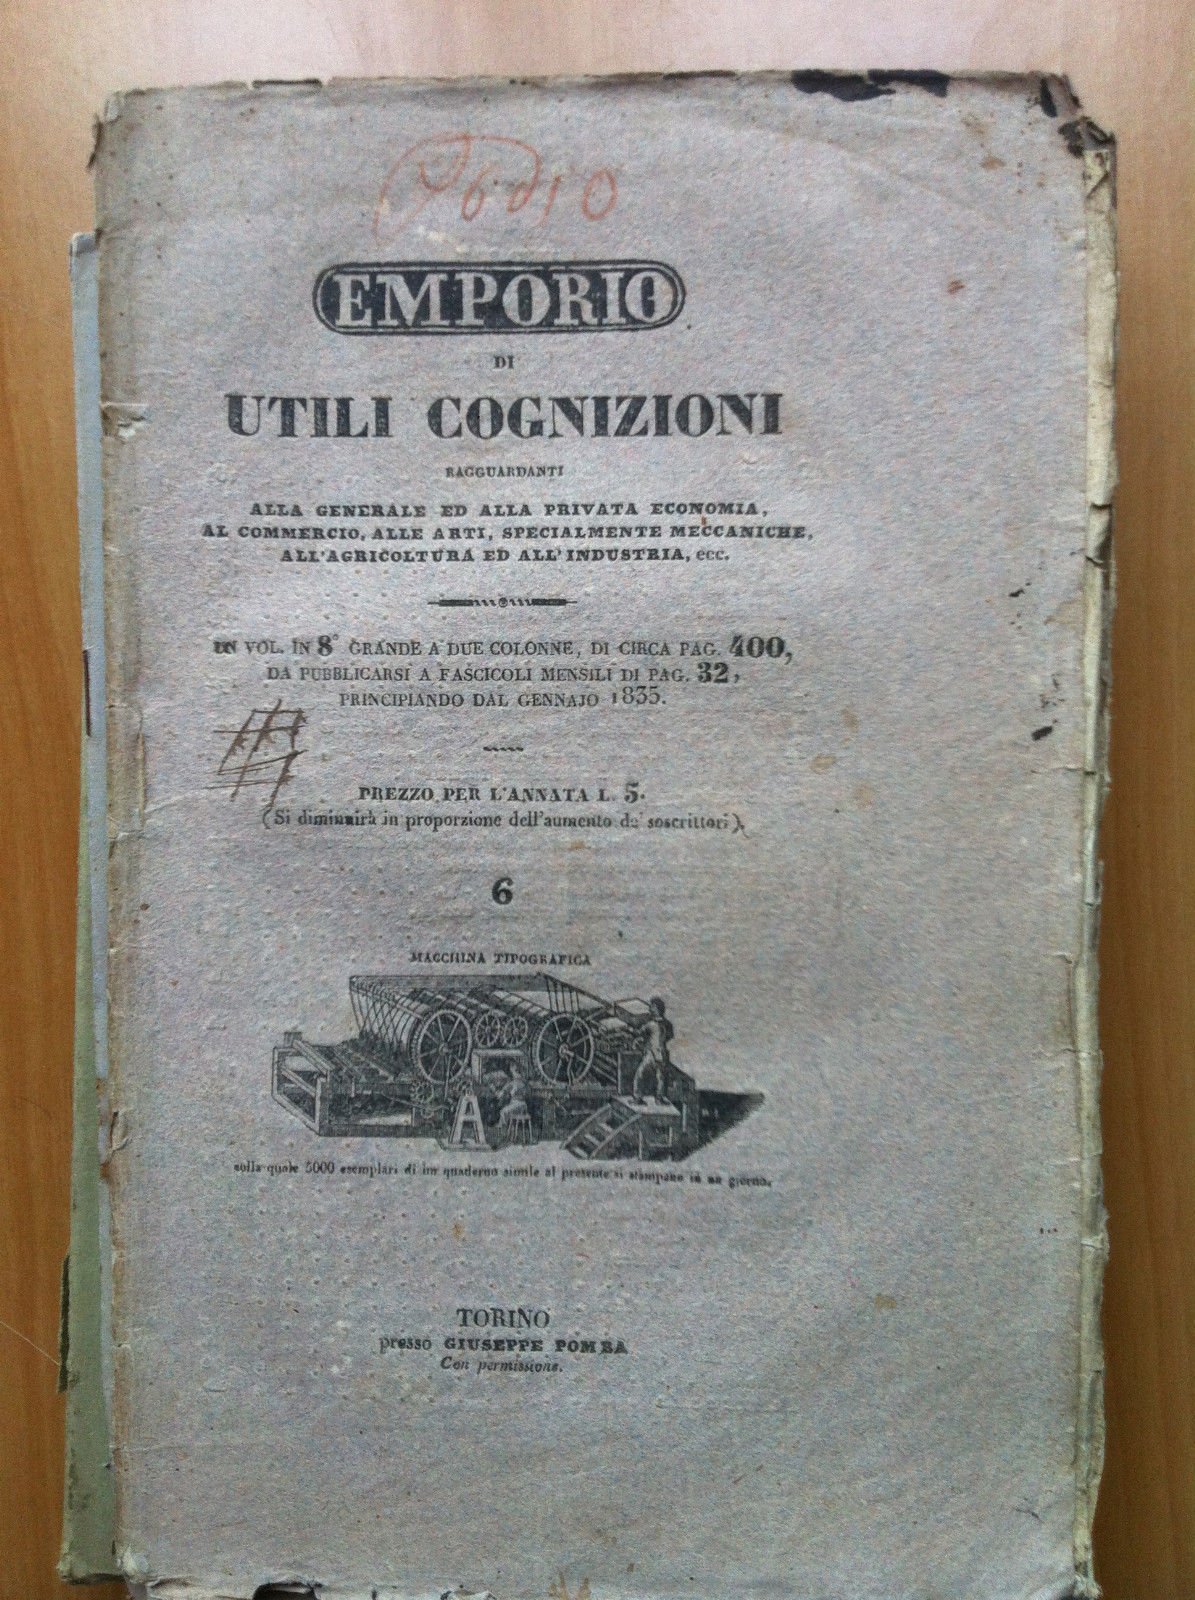 EMPORIO
DI
UTILI COGNIZIONI
RAGGUARDANTI
ALLA GENERALE ED ALLA PRIVATA ECONOMIA,
AL COMMERCIO, ALLE ARTI, SPECIALMENTE MECCANICHE,
ALL'AGRICOLTURA ED ALL'INDUSTRIA, ecc.
UN VOL. IN 8° GRANDE A DUE COLONNE, DI CIRCA PAG. 400,
DA PUBBLICARSI A FASCICOLI MENSILI DI PAG. 32,
PRINCIPIANDO DAL GENNAJO 1835.
PREZZO PER L'ANNATA L. 5.
(Si diminuirà in proporzione dell'aumento de' soscrittori)
6
MACCHINA TIPOGRAFICA
A
sulla quale 5000 esemplari di un quaderno simile al presente si stampano in un giorno.
TORINO
presso GIUSEPPE POMBA
Con permissione.